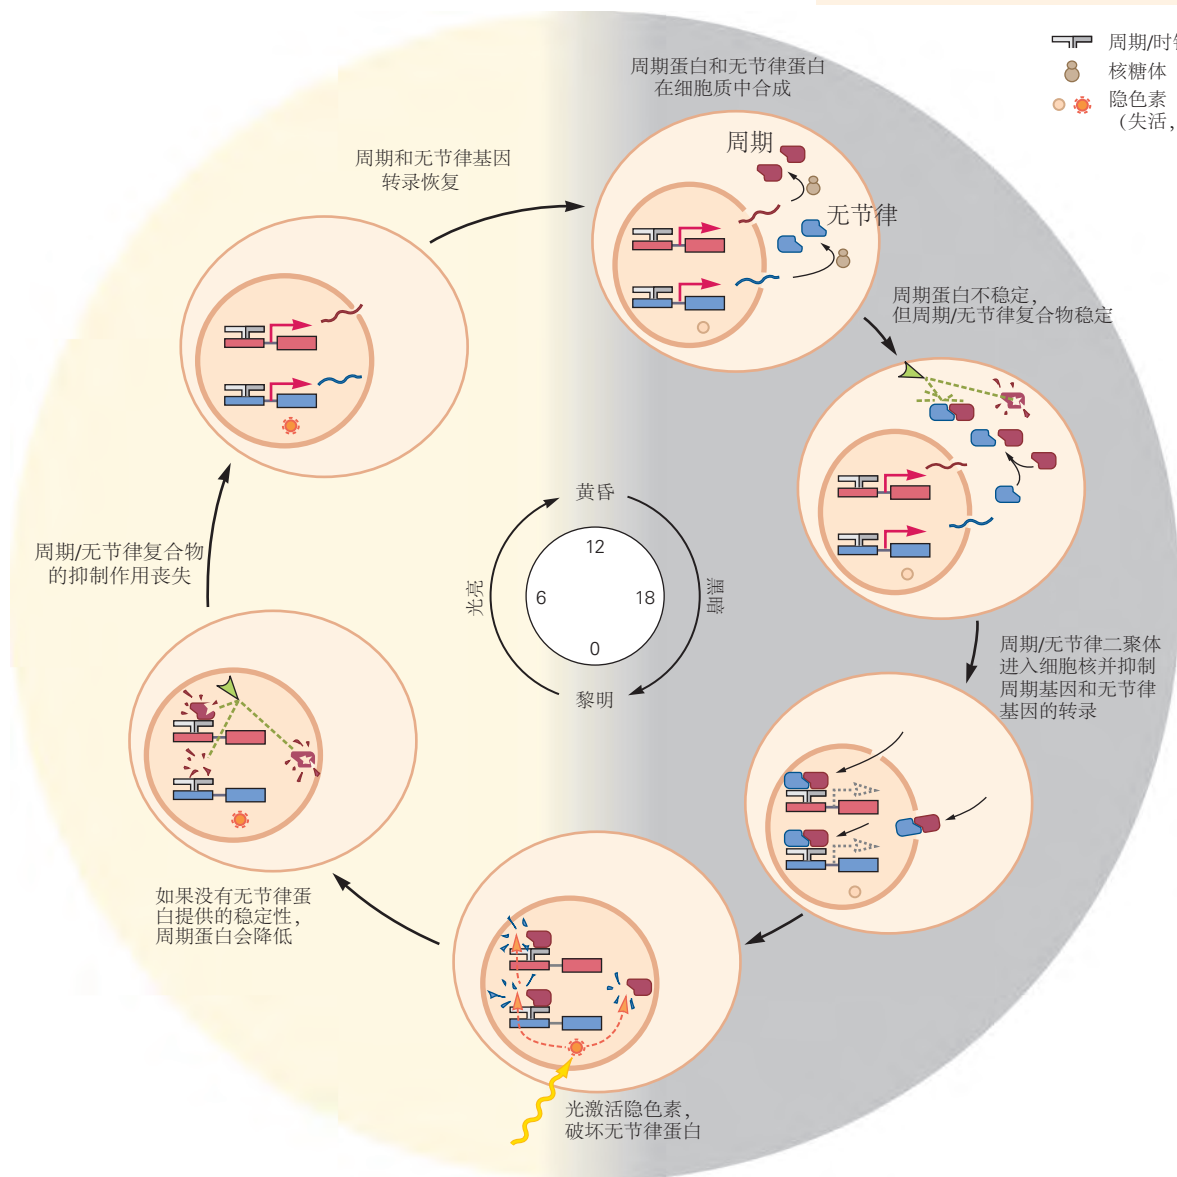 周期/时
核糖体
隐色素
(失活，
周期蛋白和无节律蛋白
在细胞质中合成
周期
无节律
周期和无节律基因
转录恢复
周期蛋白不稳定，
但周期/无节律复合物稳定
周期/无节律复合物
的抑制作用丧失
黄昏
12
光亮
6
18
黑暗
0
黎明
周期/无节律二聚体
进入细胞核并抑制
周期基因和无节律
基因的转录
如果没有无节律蛋
白提供的稳定性，
周期蛋白会降低
光激活隐色素，
破坏无节律蛋白